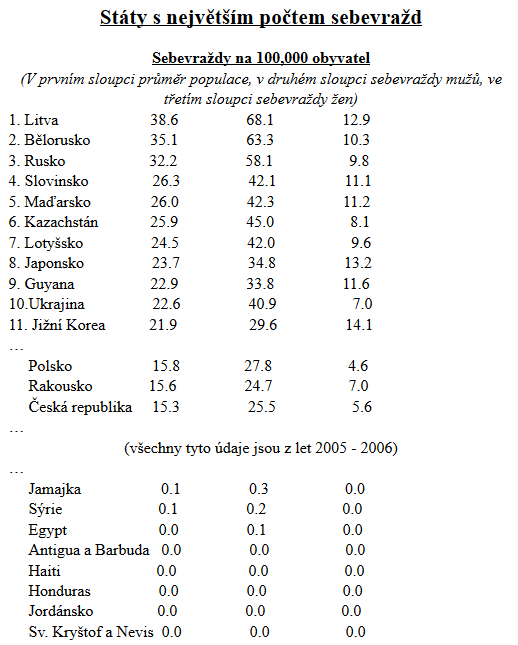 Státy s největším počtem sebevražd
Sebevraždy na 100,000 obyvatel
(V prvním sloupci průměr populace, v druhém sloupci sebevraždy mužů, ve
třetím sloupci sebevraždy žen)
1. Litva 38.6 68.1 12.9
2. Bělorusko 35.1 63.3 10.3
3. Rusko 32.2 58.1 9.8
4. Slovinsko 26.3 42.1 11.1
5. Maďarsko 26.0 42.3 11.2
6. Kazachstán 25.9 45.0 8.1
7. Lotyšsko 24.5 42.0 9.6
8. Japonsko 23.7 34.8 13.2
9. Guyana 22.9 33.8 11.6
10.Ukrajina 22.6 40.9 7.0
11. Jižní Korea 21.9 29.6 14.1
…
Polsko 15.8 27.8 4.6
Rakousko 15.6 24.7 7.0
Česká republika 15.3 25.5 5.6
…
(všechny tyto údaje jsou z let 2005 - 2006)
…
Jamajka 0.1 0.3 0.0
Sýrie 0.1 0.2 0.0
Egypt 0.0 0.1 0.0
Antigua a Barbuda 0.0 0.0 0.0
Haiti 0.0 0.0 0.0
Honduras 0.0 0.0 0.0
Jordánsko 0.0 0.0 0.0
Sv. Kryštof a Nevis 0.0 0.0 0.0